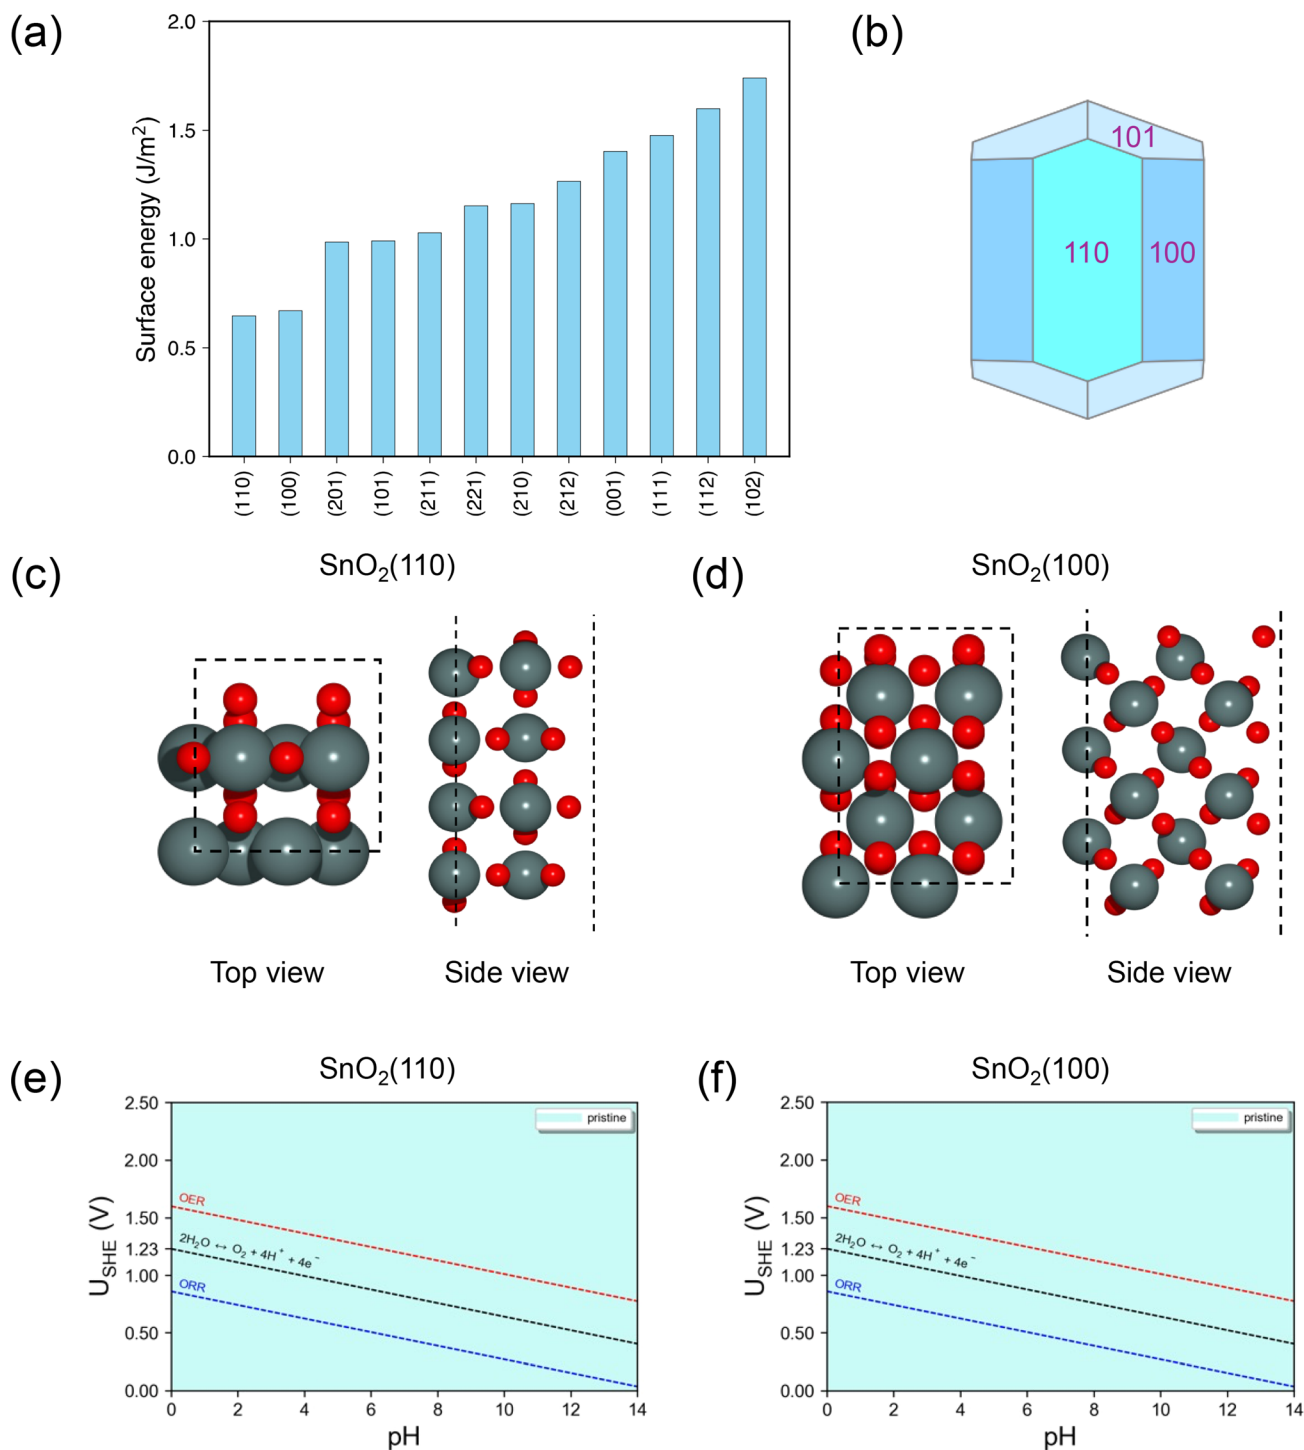 (a)
2.0
1.5
1.0
0.5
0.0
Surface energy (J/m²)
(110)
(100)
(201)
(101)
(211)
(221)
(210)
(212)
(001)
(111)
(112)
(102)
(b)
101
110
100
(c)
SnO₂(110)
Top view
Side view
(d)
SnO₂(100)
Top view
Side view
(e)
SnO₂(110)
2.50
2.00
1.50
1.23
1.00
0.50
0.00
U_SHE (V)
pristine
OER
2H₂O ↔ O₂ + 4H⁺ + 4e⁻
ORR
0
2
4
6
8
10
12
14
pH
(f)
SnO₂(100)
2.50
2.00
1.50
1.23
1.00
0.50
0.00
U_SHE (V)
pristine
OER
2H₂O ↔ O₂ + 4H⁺ + 4e⁻
ORR
0
2
4
6
8
10
12
14
pH